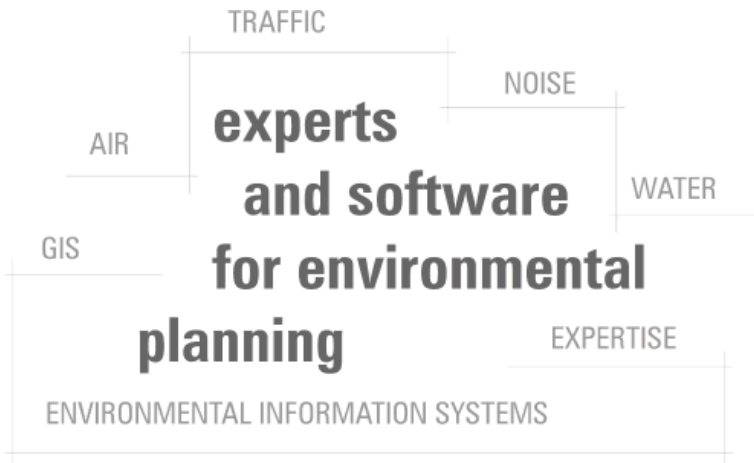 TRAFFIC
NOISE
experts
AIR
and software
WATER
GIS
for environmental
planning
EXPERTISE
ENVIRONMENTAL INFORMATION SYSTEMS